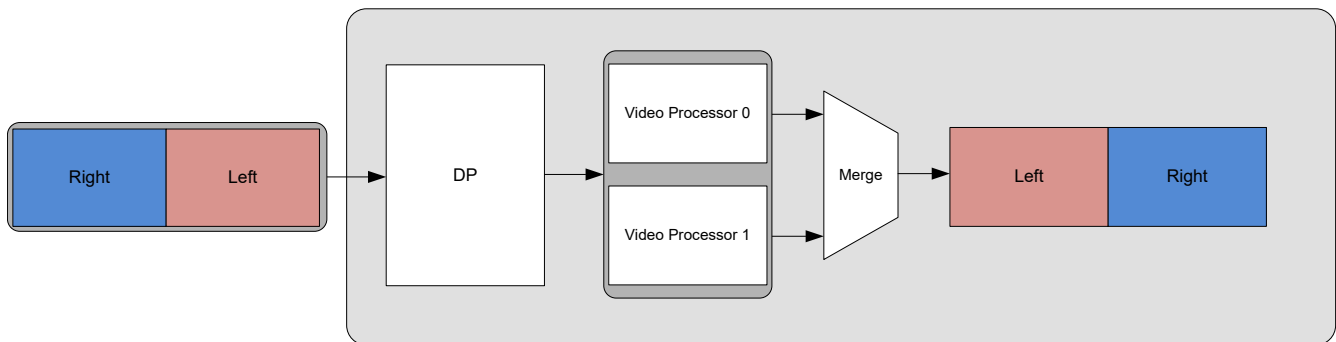 Right
Left
DP
Video Processor 0
Video Processor 1
Merge
Left
Right